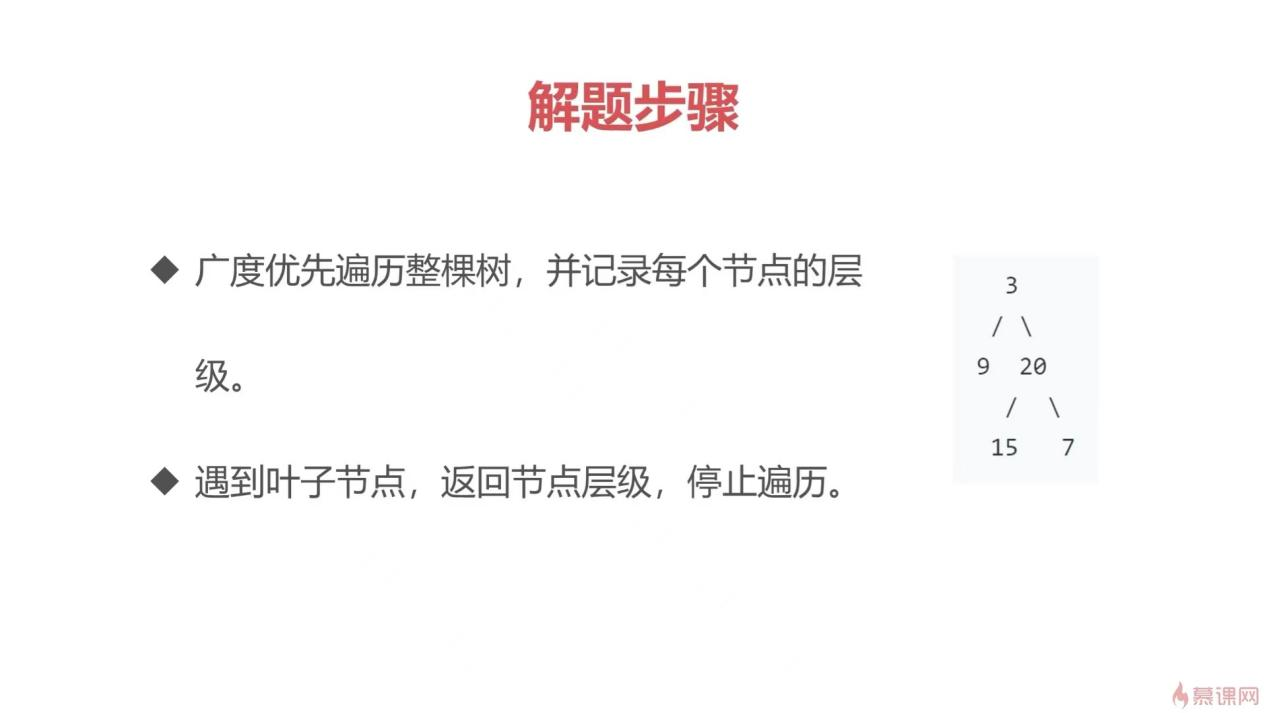 解题步骤
◆ 广度优先遍历整棵树，并记录每个节点的层
级。
◆ 遇到叶子节点，返回节点层级，停止遍历。
3
/ \
9 20
/ \
15 7
慕课网